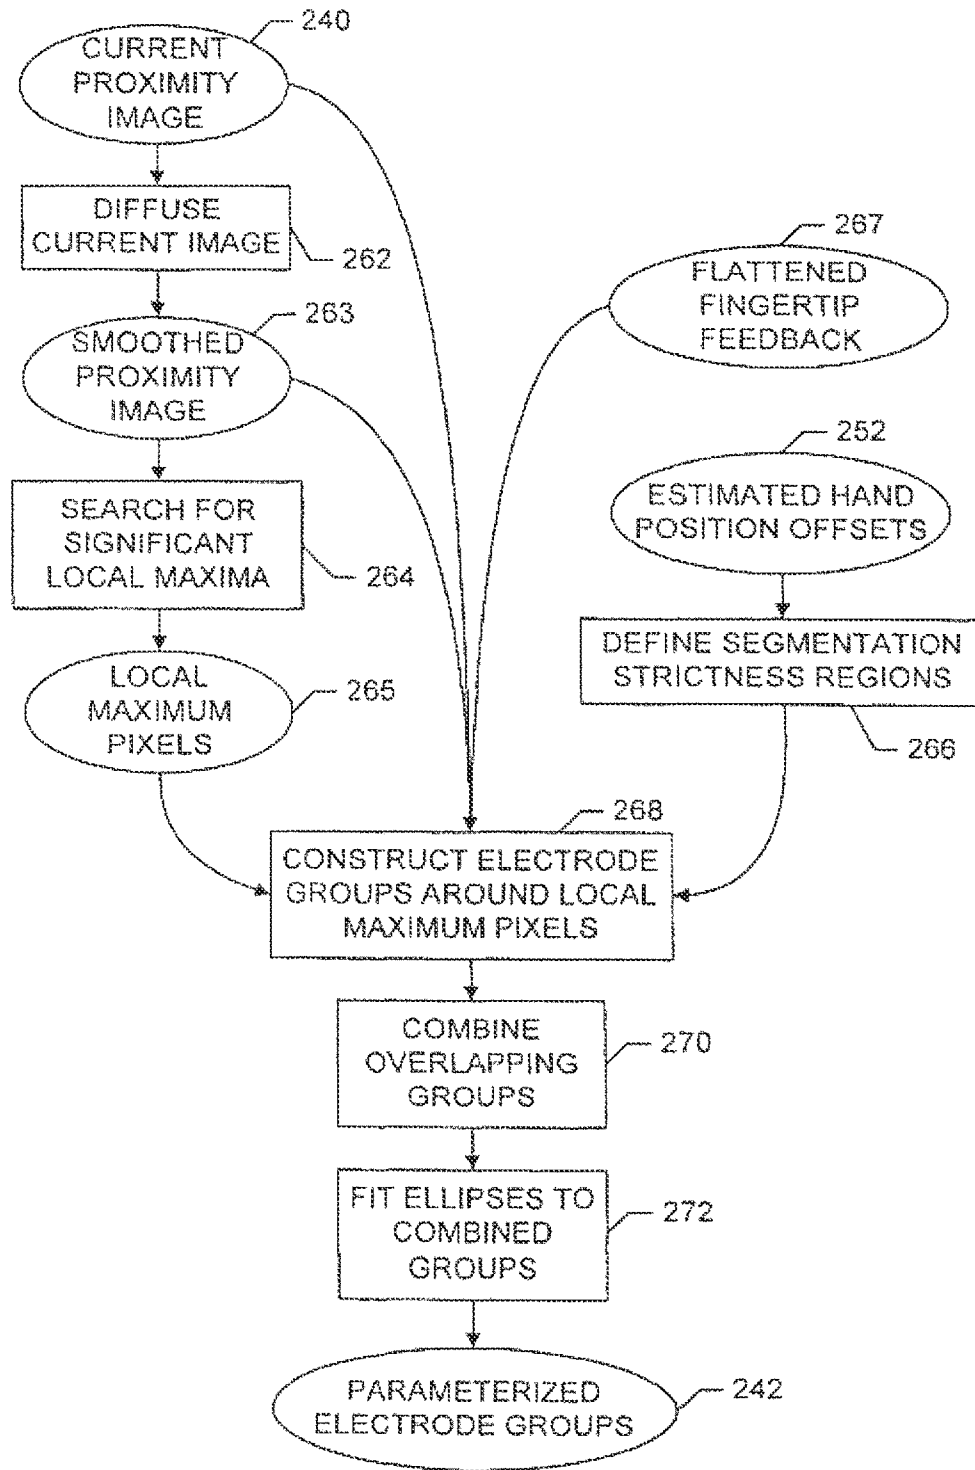 240
CURRENT
PROXIMITY
IMAGE
DIFFUSE
CURRENT IMAGE
262
263
SMOOTHED
PROXIMITY
IMAGE
267
FLATTENED
FINGERTIP
FEEDBACK
252
ESTIMATED HAND
POSITION OFFSETS
SEARCH FOR
SIGNIFICANT
LOCAL MAXIMA
264
DEFINE SEGMENTATION
STRICTNESS REGIONS
266
LOCAL
MAXIMUM
PIXELS
265
268
CONSTRUCT ELECTRODE
GROUPS AROUND LOCAL
MAXIMUM PIXELS
COMBINE
OVERLAPPING
GROUPS
270
FIT ELLIPSES TO
COMBINED
GROUPS
272
PARAMETERIZED
ELECTRODE GROUPS
242